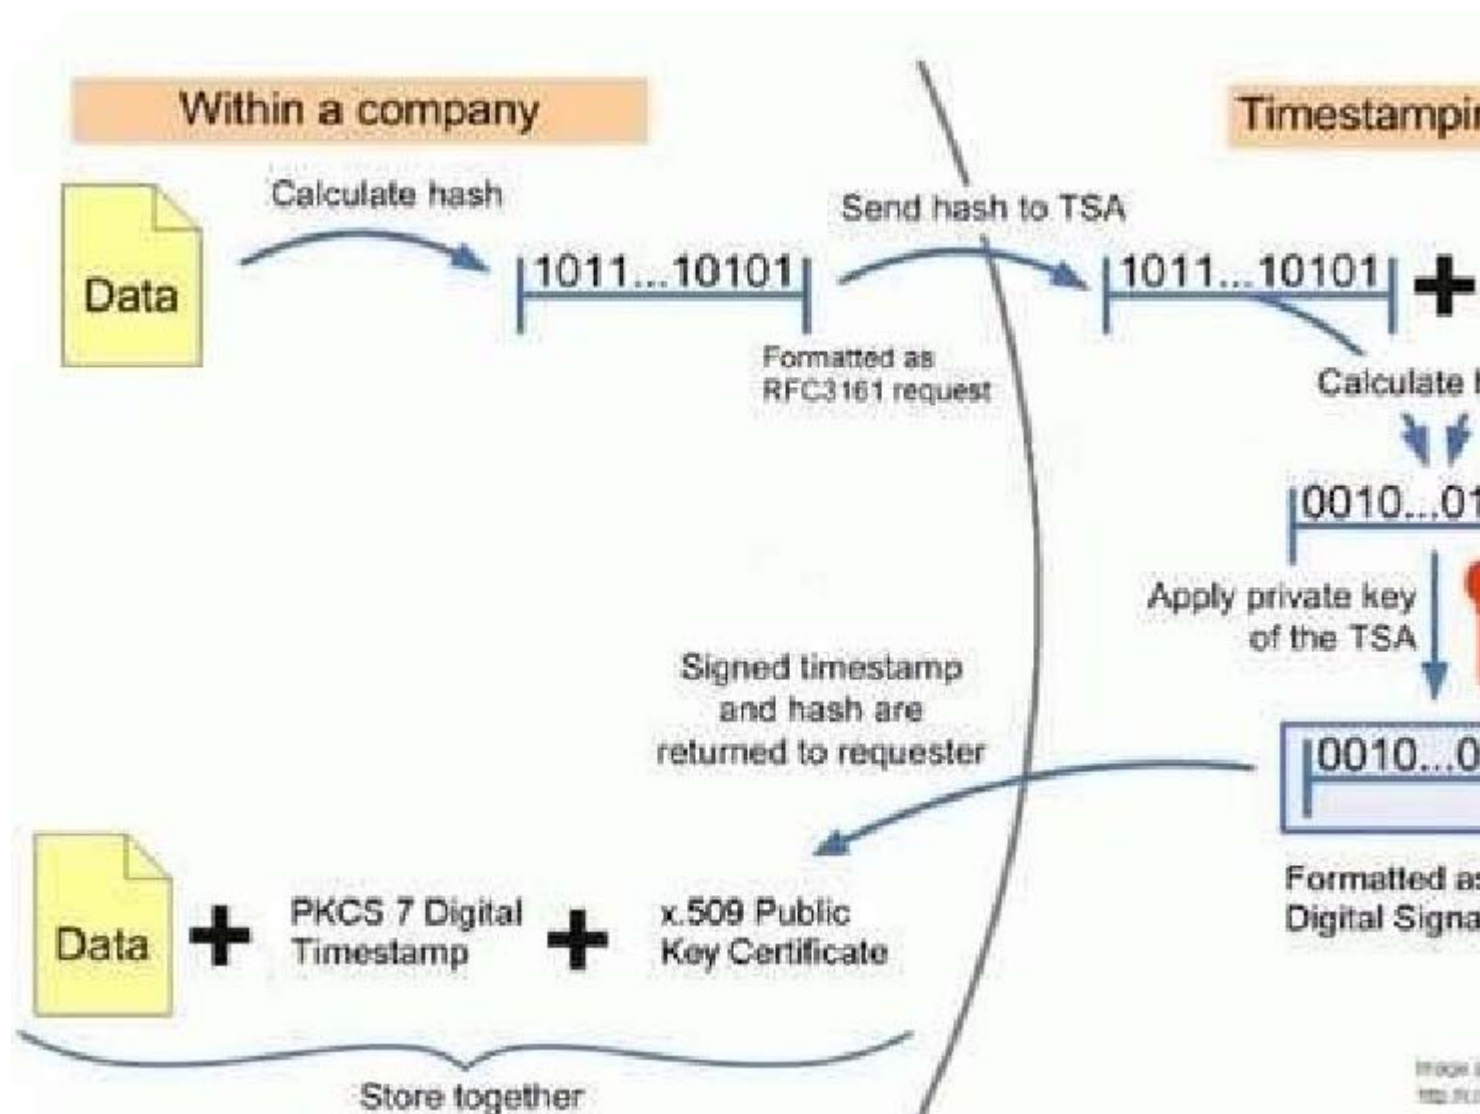 Within a company
Timestampin
Calculate hash
Send hash to TSA
Data
1011...10101
1011...10101
Formatted as
RFC3161 request
Calculate
0010...01
Apply private key
of the TSA
Signed timestamp
and hash are
returned to requester
0010...0
Formatted as
Digital Signa
Data
PKCS 7 Digital
Timestamp
x.509 Public
Key Certificate
Store together